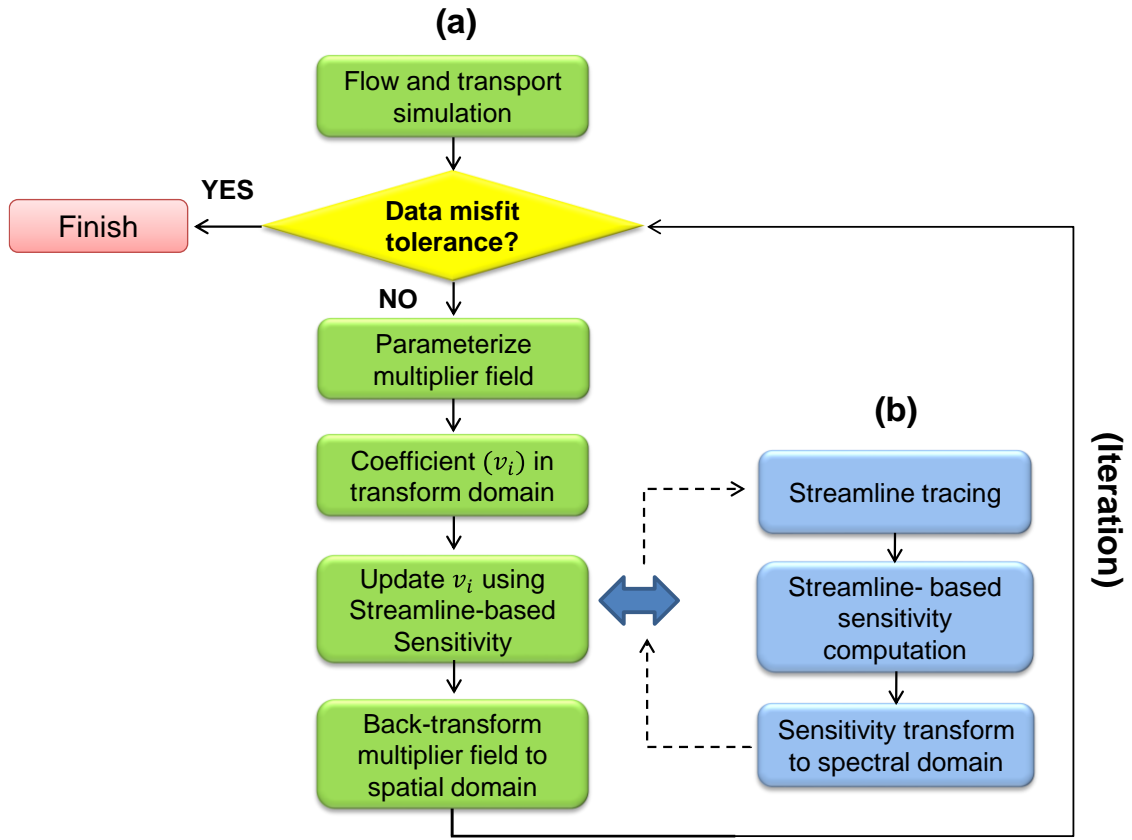 (a)
Flow and transport
simulation
YES
Data misfit
tolerance?
Finish
NO
Parameterize
multiplier field
(b)
Coefficient (𝑣𝑖) in
transform domain
Streamline tracing
(Iteration)
Update 𝑣𝑖 using
Streamline-based
Sensitivity
Streamline- based
sensitivity
computation
Back-transform
multiplier field to
spatial domain
Sensitivity transform
to spectral domain